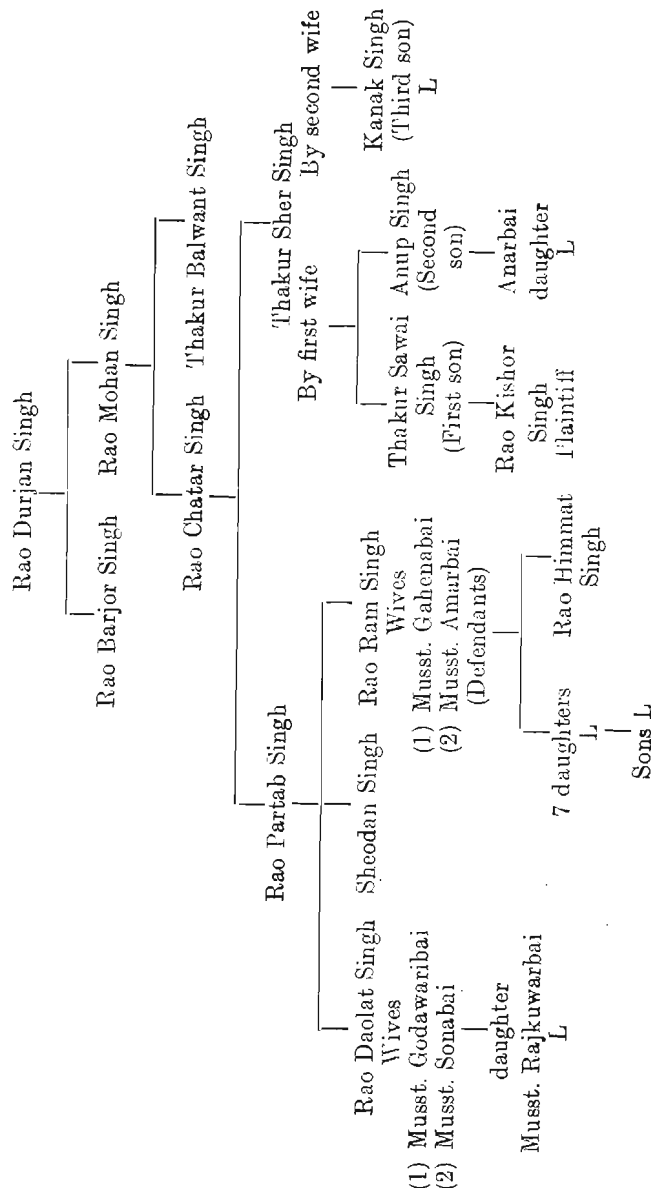 Rao Durjan Singh
Rao Barjor Singh
Rao Mohan Singh
Rao Chatar Singh
Thakur Balwant Singh
Rao Partab Singh
Thakur Sher Singh
By first wife
By second wife
Rao Daolat Singh
Wives
(1) Musst. Godawaribai
(2) Musst. Sonabai
daughter
Musst. Rajkuwarbai
L
Sheodan Singh
Rao Ram Singh
Wives
(1) Musst. Gahenabai
(2) Musst. Amarbai
(Defendants)
7 daughters
L
Sons L
Rao Himmat
Singh
Thakur Sawai
Singh
(First son)
Rao Kishor
Singh
Plaintiff
Anup Singh
(Second
son)
Anarbai
daughter
L
Kanak Singh
(Third son)
L